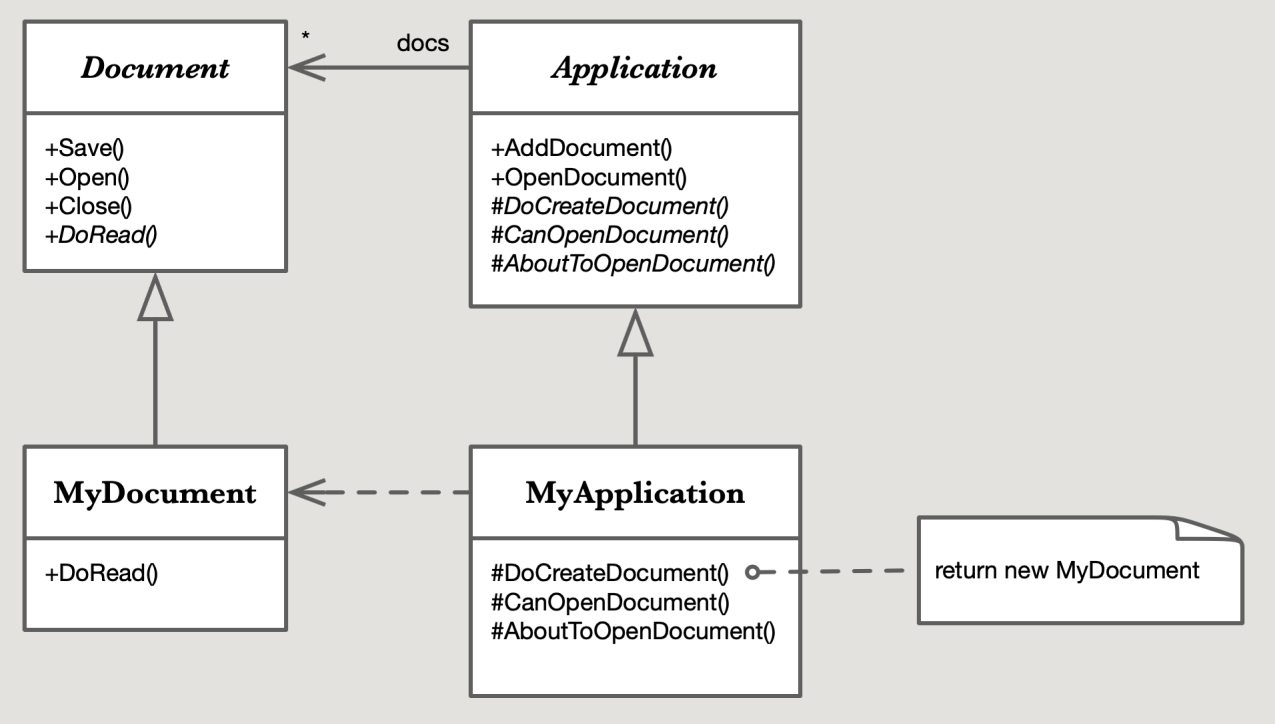 Document
*
docs
Application
+Save()
+Open()
+Close()
+DoRead()
+AddDocument()
+OpenDocument()
#DoCreateDocument()
#CanOpenDocument()
#AboutToOpenDocument()
MyDocument
+DoRead()
MyApplication
#DoCreateDocument()
#CanOpenDocument()
#AboutToOpenDocument()
return new MyDocument